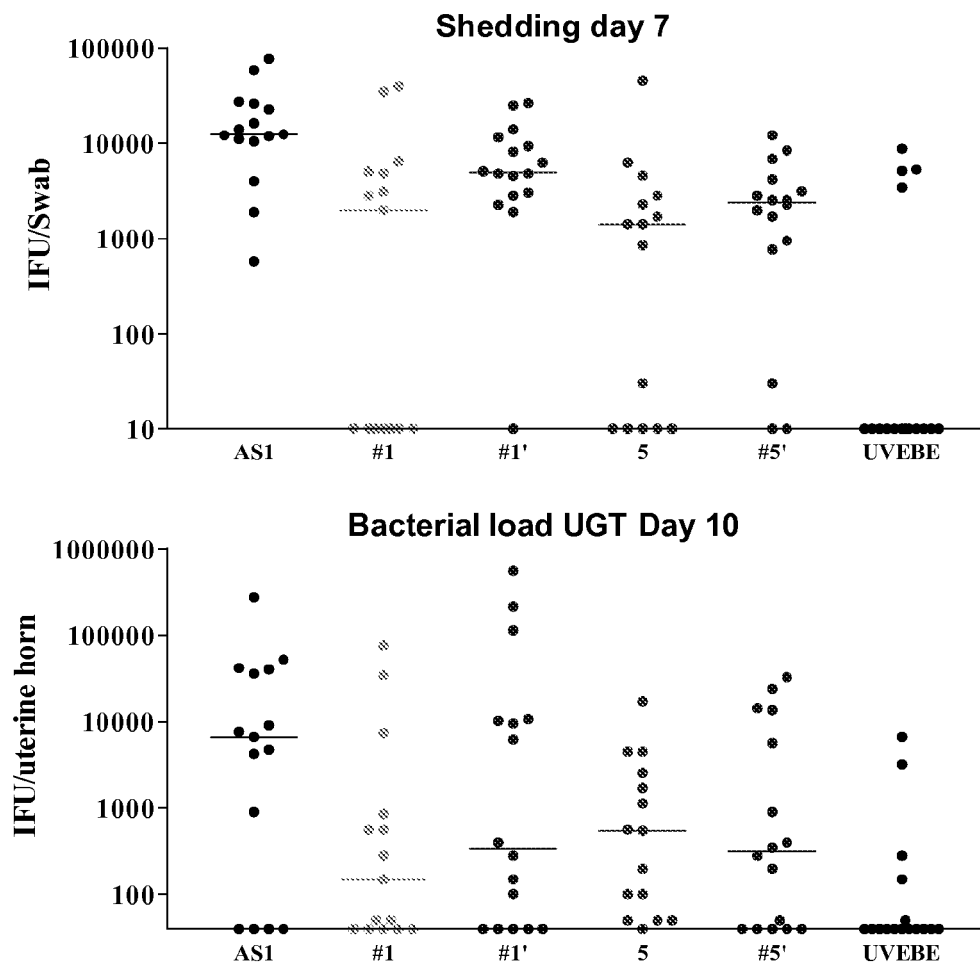 Shedding day 7
IFU/Swab
100000
10000
1000
100
10
AS1 #1 #1' 5 #5' UVEBE
Bacterial load UGT Day 10
IFU/uterine horn
1000000
100000
10000
1000
100
AS1 #1 #1' 5 #5' UVEBE